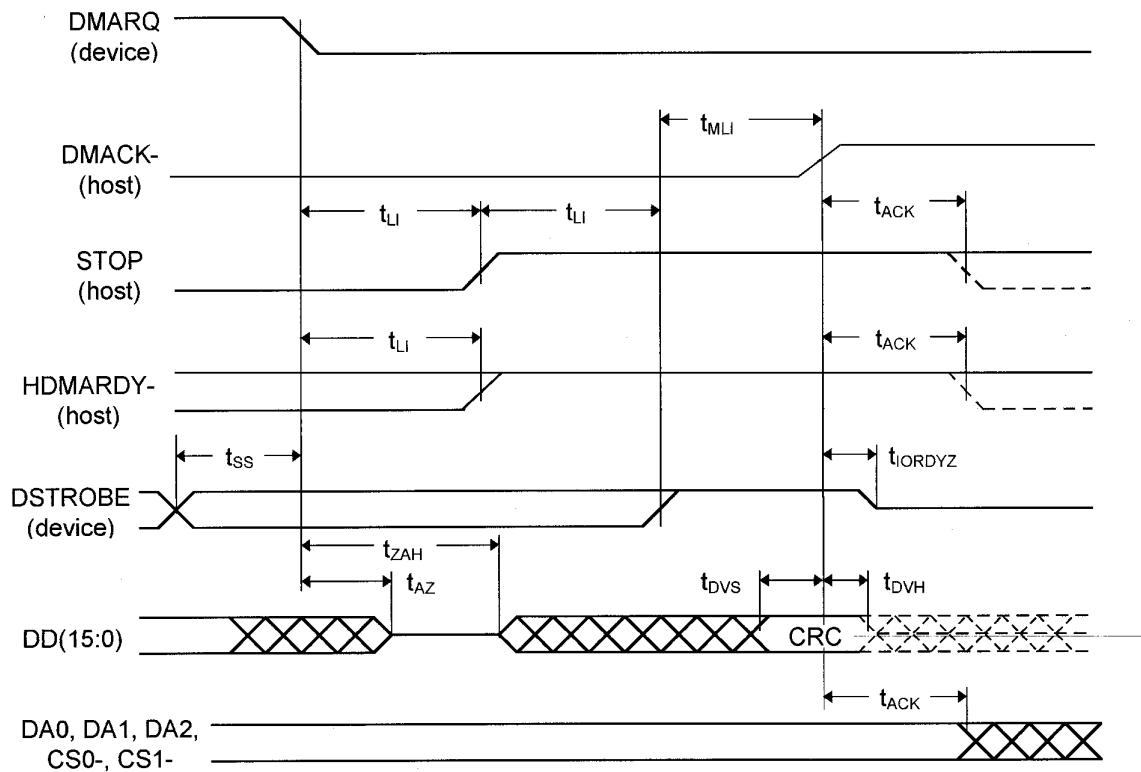 DMARQ
(device)
tMLI
DMACK-
(host)
tLI
tLI
tACK
STOP
(host)
tLI
tACK
HDMARDY-
(host)
tSS
tIORDYZ
DSTROBE
(device)
tZAH
tAZ
tDVS
tDVH
DD(15:0)
CRC
tACK
DA0, DA1, DA2,
CS0-, CS1-